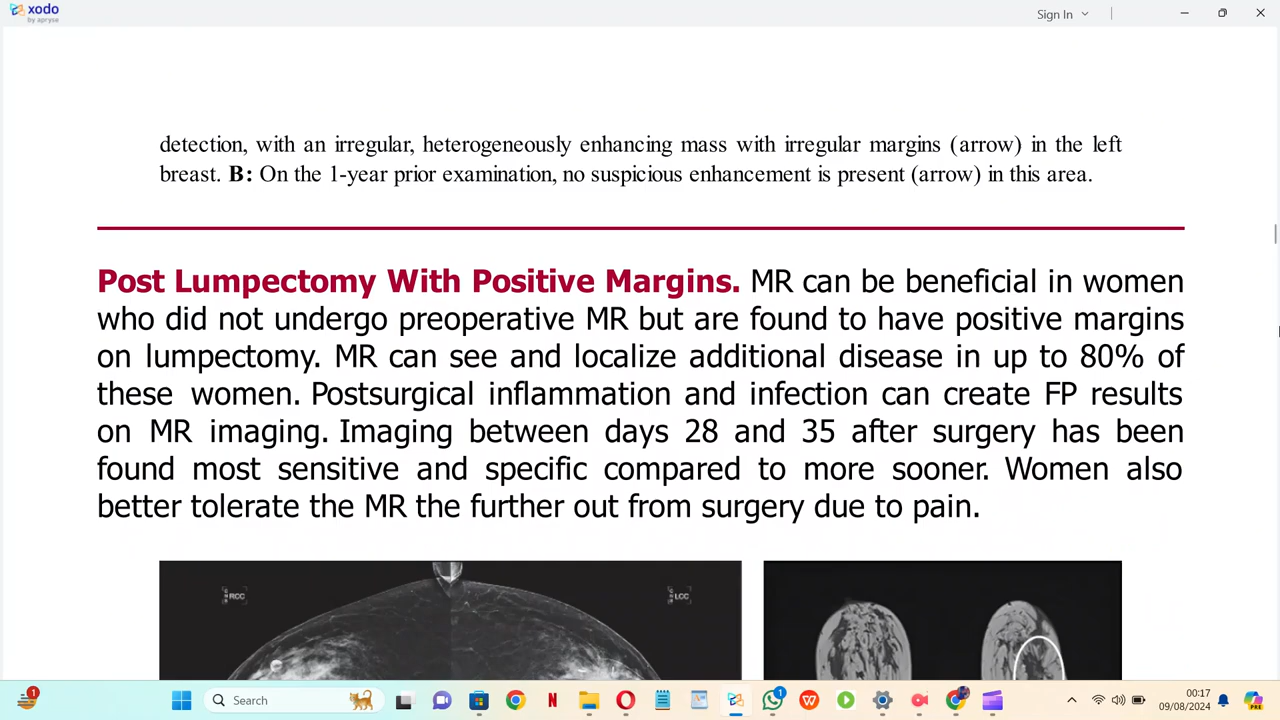 xodo
by apryse
Sign In
detection, with an irregular, heterogeneously enhancing mass with irregular margins (arrow) in the left
breast. B: On the 1-year prior examination, no suspicious enhancement is present (arrow) in this area.
Post Lumpectomy With Positive Margins. MR can be beneficial in women
who did not undergo preoperative MR but are found to have positive margins
on lumpectomy. MR can see and localize additional disease in up to 80% of
these women. Postsurgical inflammation and infection can create FP results
on MR imaging. Imaging between days 28 and 35 after surgery has been
found most sensitive and specific compared to more sooner. Women also
better tolerate the MR the further out from surgery due to pain.
RCC
LCC
1
Search
1
00:17
09/08/2024
PRE